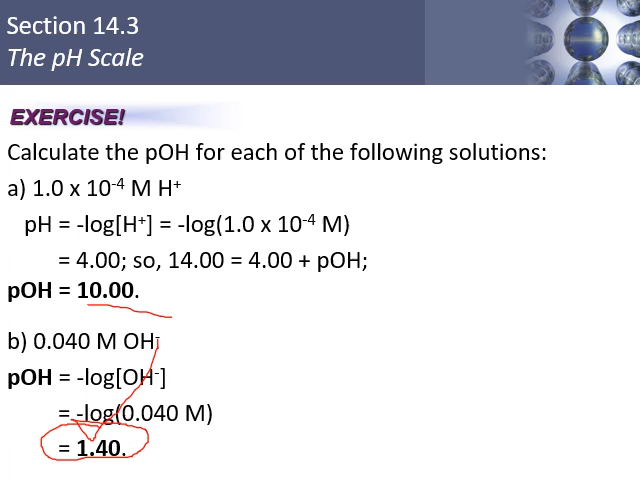 Section 14.3
The pH Scale
EXERCISE!
Calculate the pOH for each of the following solutions:
a) 1.0 x 10⁻⁴ M H⁺
pH = -log[H⁺] = -log(1.0 x 10⁻⁴ M)
= 4.00; so, 14.00 = 4.00 + pOH;
pOH = 10.00.
b) 0.040 M OH⁻
pOH = -log[OH⁻]
= -log(0.040 M)
= 1.40.